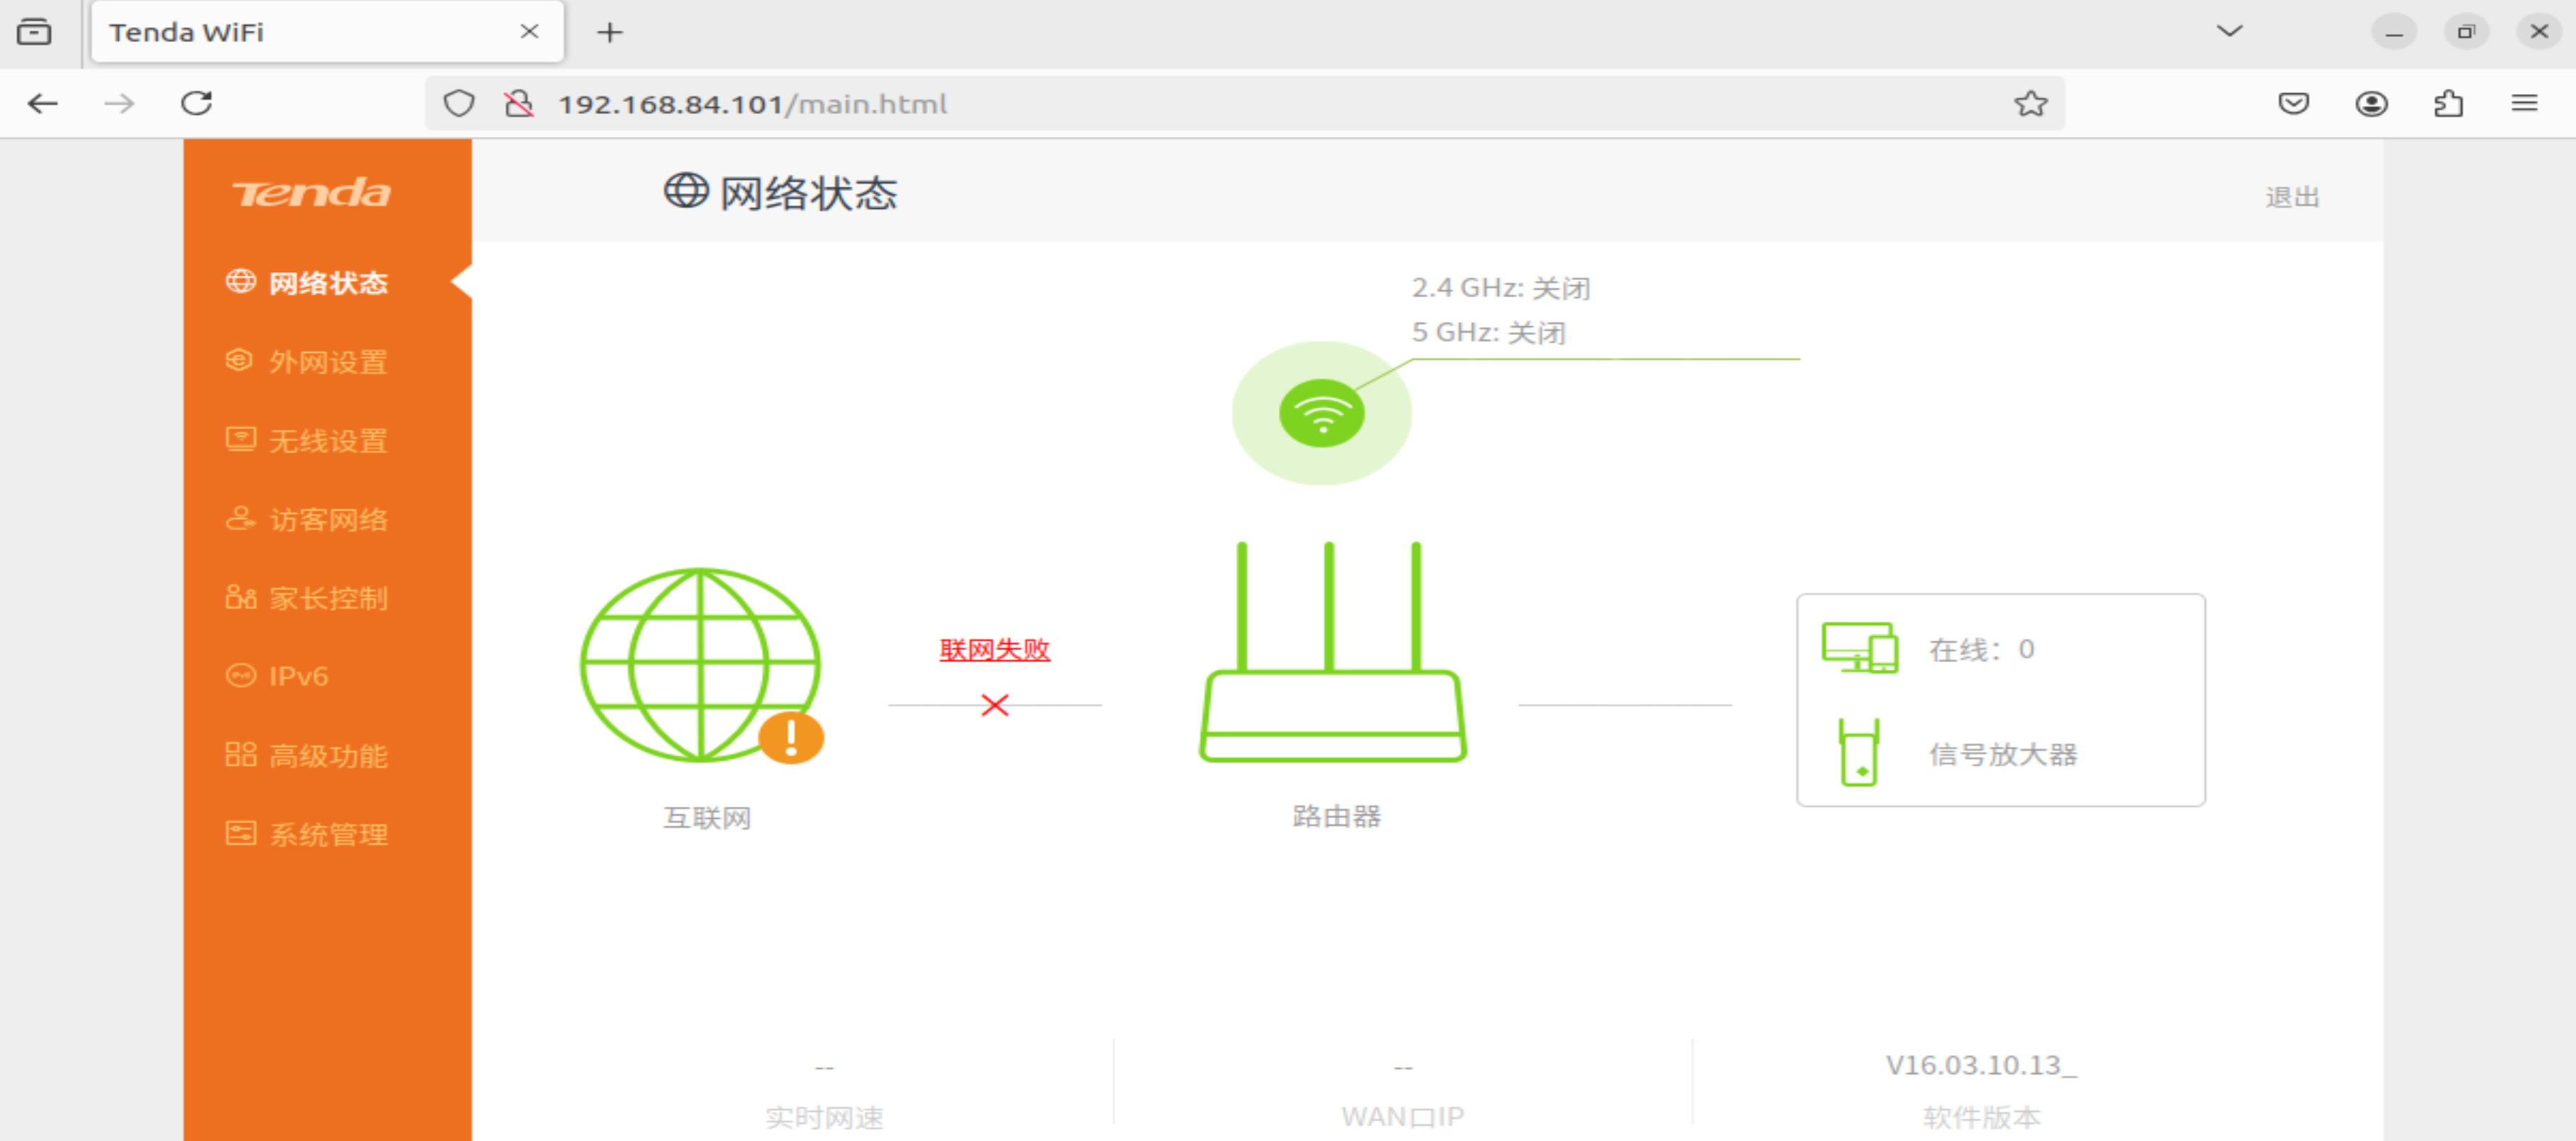 Tenda WiFi
192.168.84.101/main.html
Tenda
网络状态
退出
网络状态
外网设置
无线设置
访客网络
家长控制
IPv6
高级功能
系统管理
2.4 GHz: 关闭
5 GHz: 关闭
联网失败
在线：0
信号放大器
互联网
路由器
--
实时网速
--
WAN口IP
V16.03.10.13_
软件版本